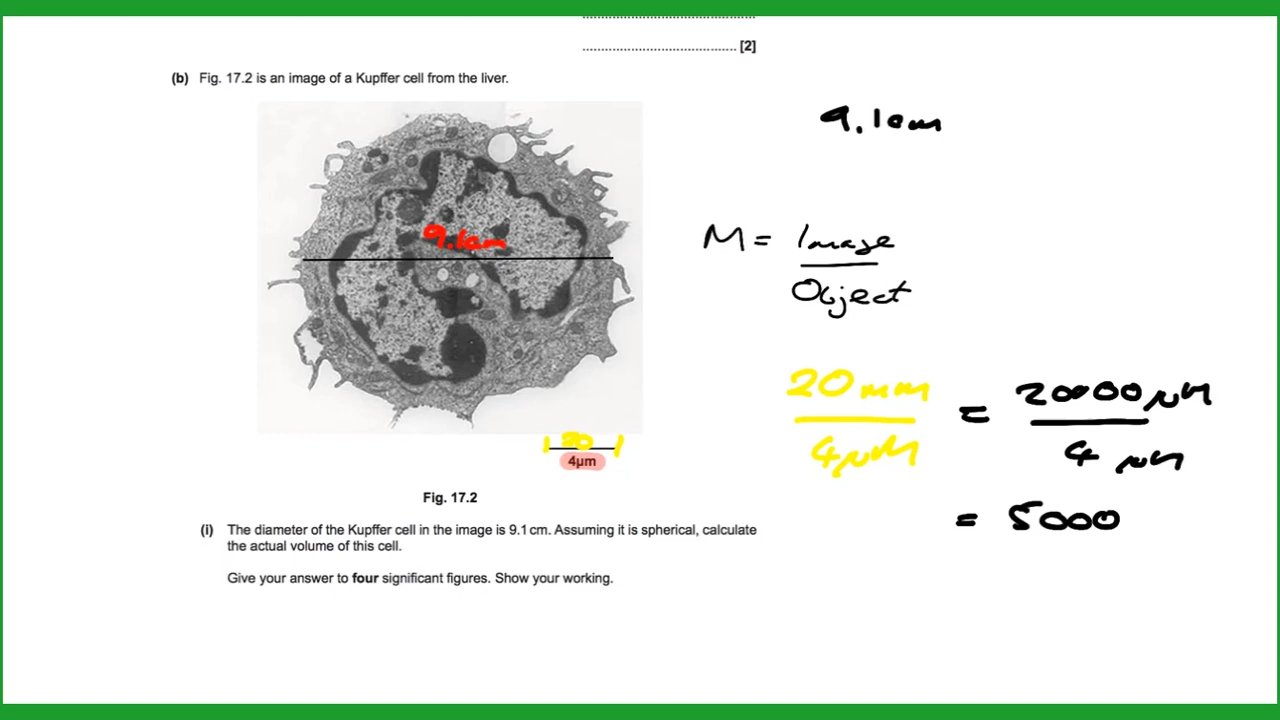 [2]
(b) Fig. 17.2 is an image of a Kupffer cell from the liver.
9.1cm
20
4μm
Fig. 17.2
(i) The diameter of the Kupffer cell in the image is 9.1 cm. Assuming it is spherical, calculate
the actual volume of this cell.
Give your answer to four significant figures. Show your working.
9.1cm
M = Image
Object
20mm = 20000μM
4μM 4 μM
= 5000